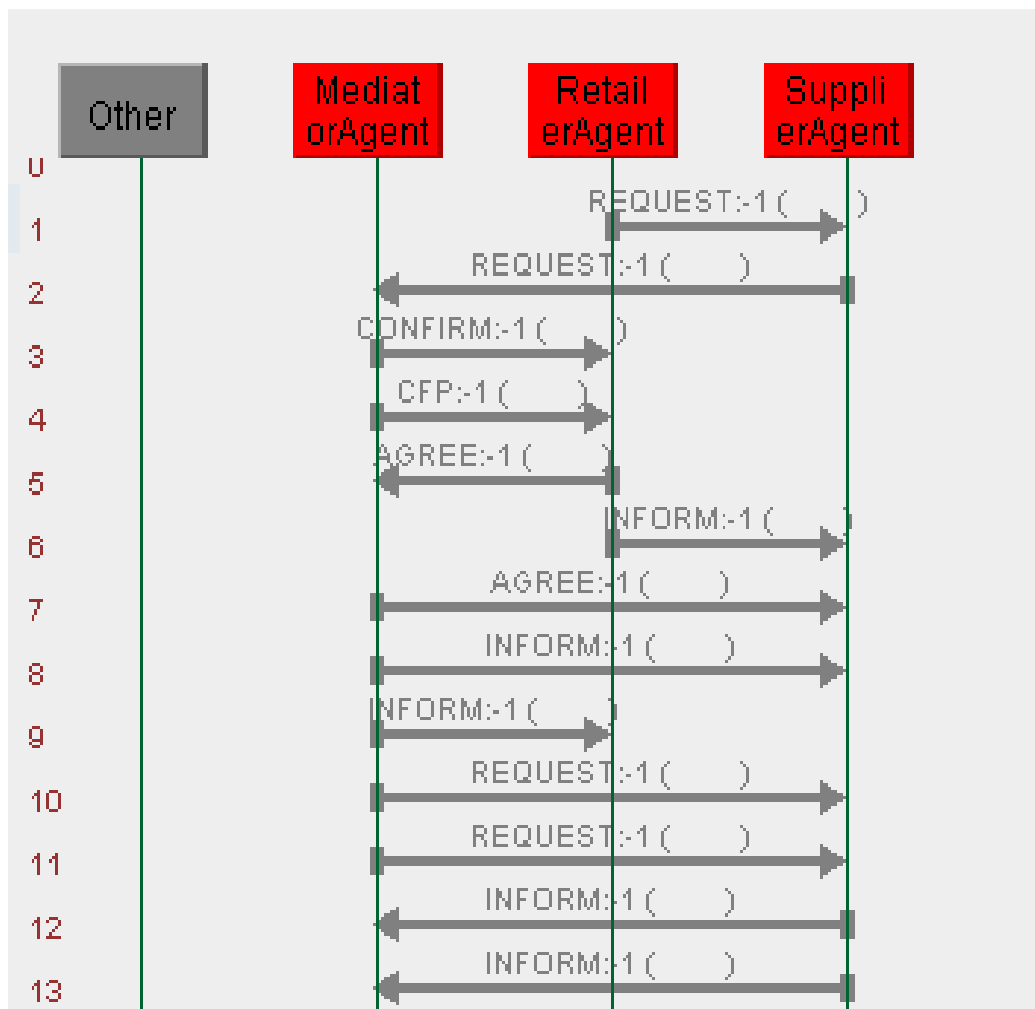 Other
Mediat
orAgent
Retail
erAgent
Suppli
erAgent
0
REQUEST:-1 (       )
1
REQUEST:-1 (       )
2
CONFIRM:-1 (       )
3
CFP:-1 (       )
4
AGREE:-1 (       )
5
INFORM:-1 (       )
6
AGREE:-1 (       )
7
INFORM:-1 (       )
8
INFORM:-1 (       )
9
REQUEST:-1 (       )
10
REQUEST:-1 (       )
11
INFORM:-1 (       )
12
INFORM:-1 (       )
13